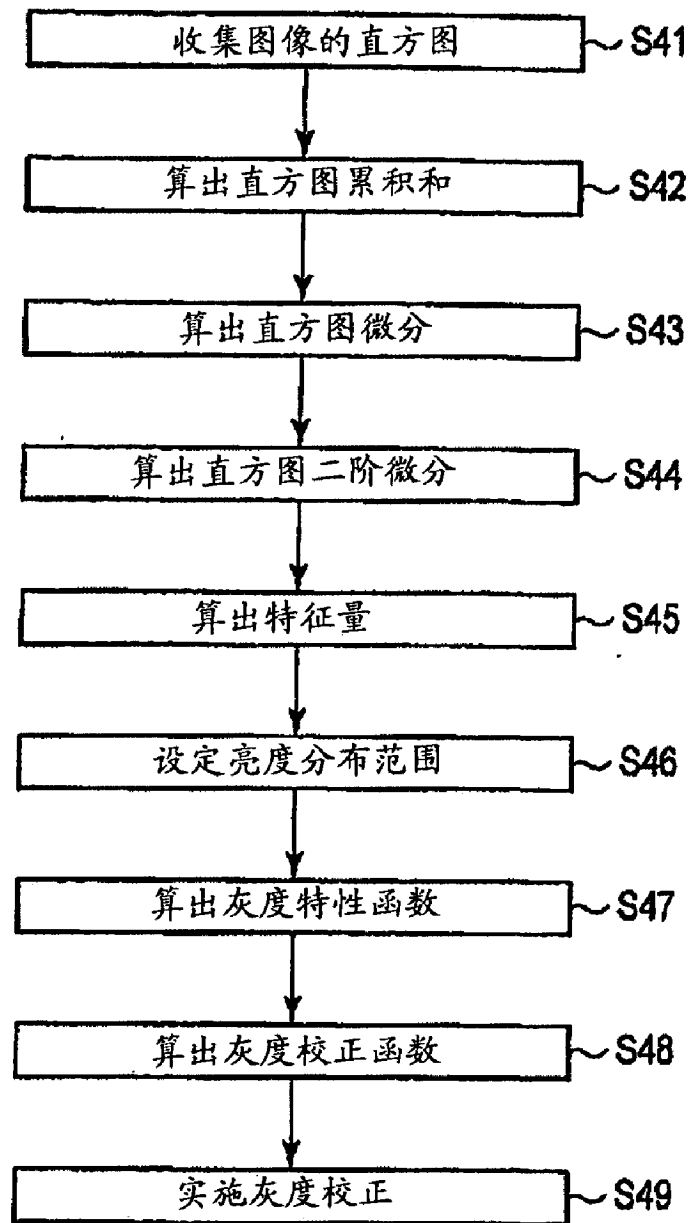 收集图像的直方图 S41
算出直方图累积和 S42
算出直方图微分 S43
算出直方图二阶微分 S44
算出特征量 S45
设定亮度分布范围 S46
算出灰度特性函数 S47
算出灰度校正函数 S48
实施灰度校正 S49